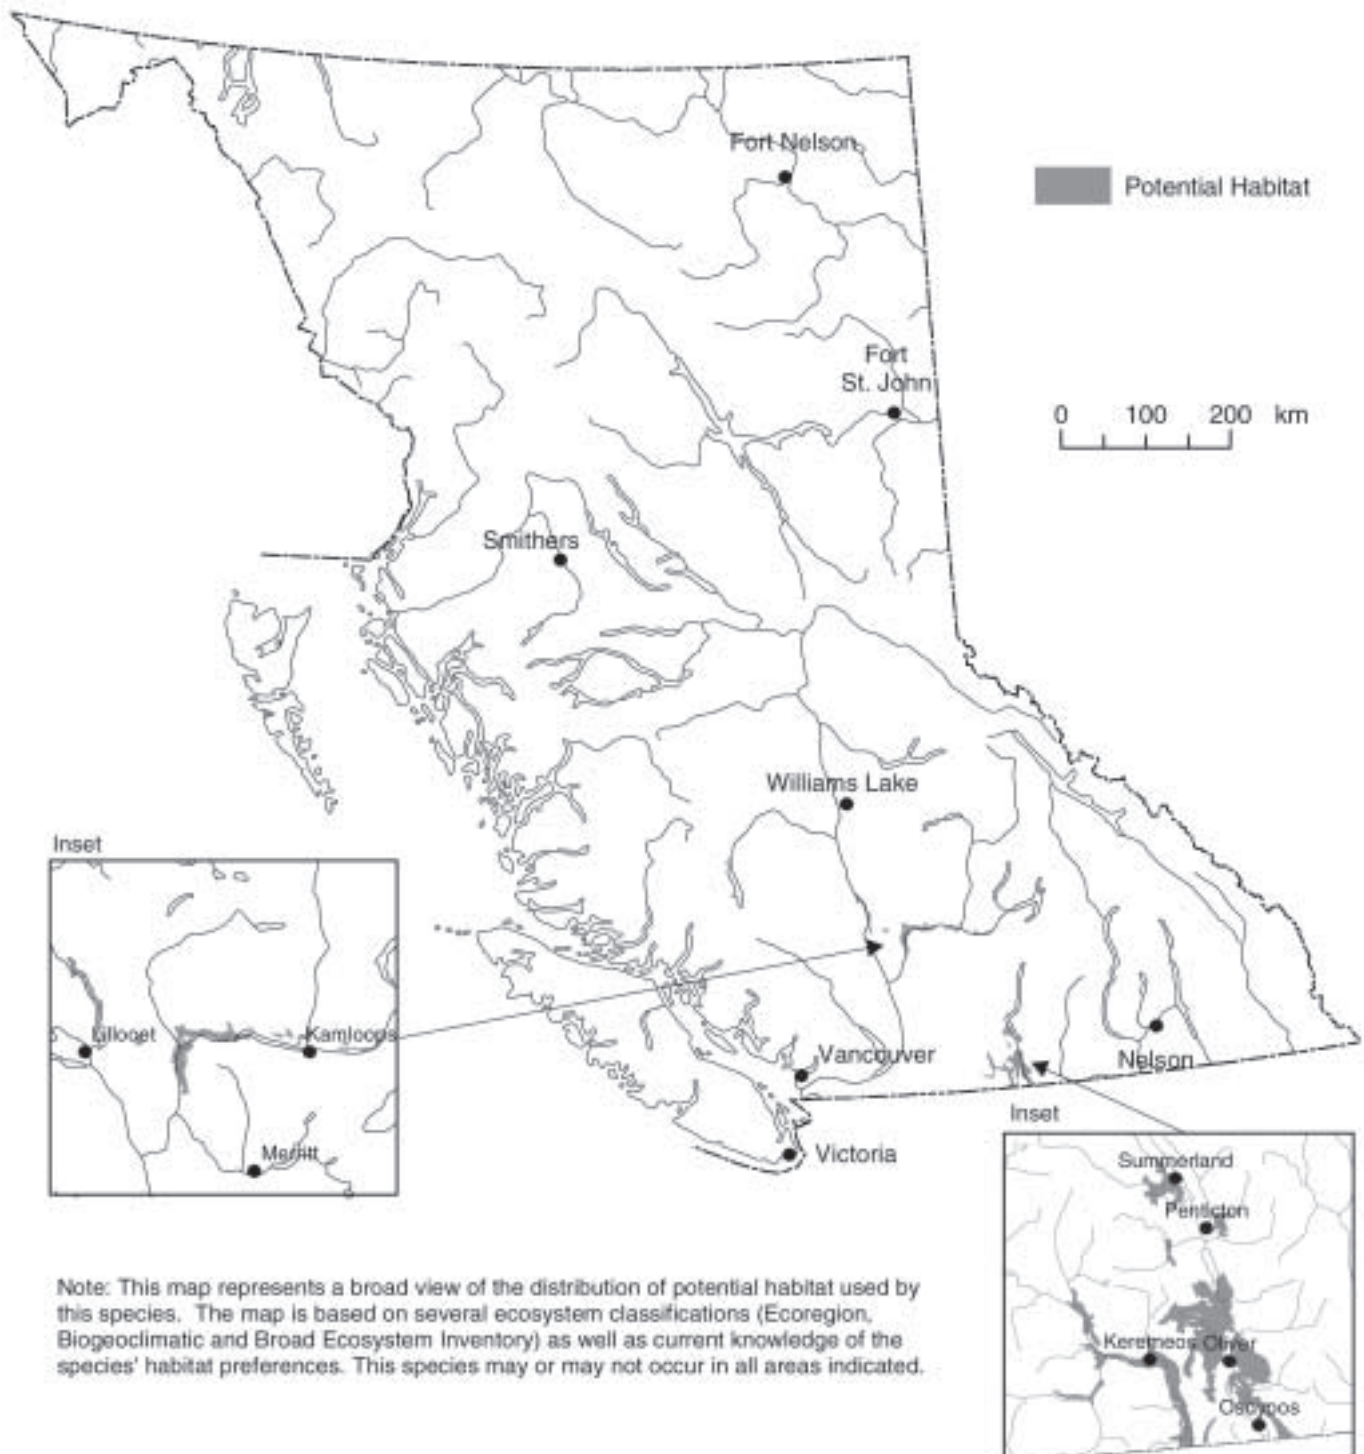 Fort Nelson
Potential Habitat
Fort
St. John
0 100 200 km
Smithers
Williams Lake
Inset
Lillooet
Kamloops
Merritt
Vancouver
Nelson
Victoria
Inset
Summerland
Penticton
Keremeos Oliver
Osoyoos
Note: This map represents a broad view of the distribution of potential habitat used by
this species. The map is based on several ecosystem classifications (Ecoregion,
Biogeoclimatic and Broad Ecosystem Inventory) as well as current knowledge of the
species' habitat preferences. This species may or may not occur in all areas indicated.